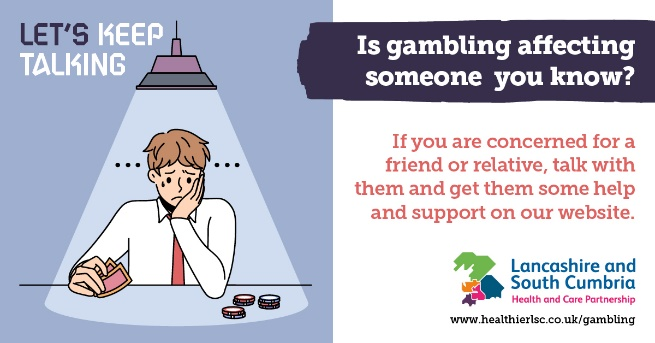 LET'S KEEP
TALKING
Is gambling affecting
someone you know?
If you are concerned for a
friend or relative, talk with
them and get them some help
and support on our website.
Lancashire and
South Cumbria
Health and Care Partnership
www.healthierlsc.co.uk/gambling